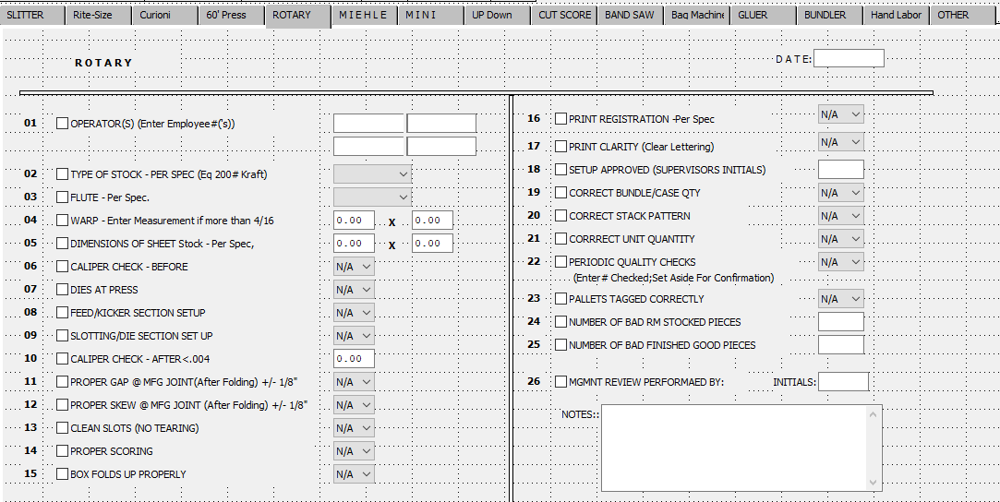 SLITTER Rite-Size Curioni 60' Press ROTARY M I E H L E M I N I UP Down CUT SCORE BAND SAW Bag Machine GLUER BUNDLER Hand Labor OTHER
R O T A R Y
D A T E:
01 OPERATOR(S) (Enter Employee#('s))
02 TYPE OF STOCK - PER SPEC (Eq 200# Kraft)
03 FLUTE - Per Spec.
04 WARP - Enter Measurement if more than 4/16 0.00 X 0.00
05 DIMENSIONS OF SHEET Stock - Per Spec, 0.00 X 0.00
06 CALIPER CHECK - BEFORE N/A
07 DIES AT PRESS N/A
08 FEED/KICKER SECTION SETUP N/A
09 SLOTTING/DIE SECTION SET UP N/A
10 CALIPER CHECK - AFTER<.004 0.00
11 PROPER GAP @ MFG JOINT(After Folding) +/- 1/8" N/A
12 PROPER SKEW @ MFG JOINT (After Folding) +/- 1/8" N/A
13 CLEAN SLOTS (NO TEARING) N/A
14 PROPER SCORING N/A
15 BOX FOLDS UP PROPERLY N/A
16 PRINT REGISTRATION -Per Spec N/A
17 PRINT CLARITY (Clear Lettering) N/A
18 SETUP APPROVED (SUPERVISORS INITIALS)
19 CORRECT BUNDLE/CASE QTY N/A
20 CORRECT STACK PATTERN N/A
21 CORRRECT UNIT QUANTITY N/A
22 PERIODIC QUALITY CHECKS N/A
(Enter# Checked;Set Aside For Confirmation)
23 PALLETS TAGGED CORRECTLY N/A
24 NUMBER OF BAD RM STOCKED PIECES
25 NUMBER OF BAD FINISHED GOOD PIECES
26 MGMNT REVIEW PERFORMAED BY: INITIALS:
NOTES::